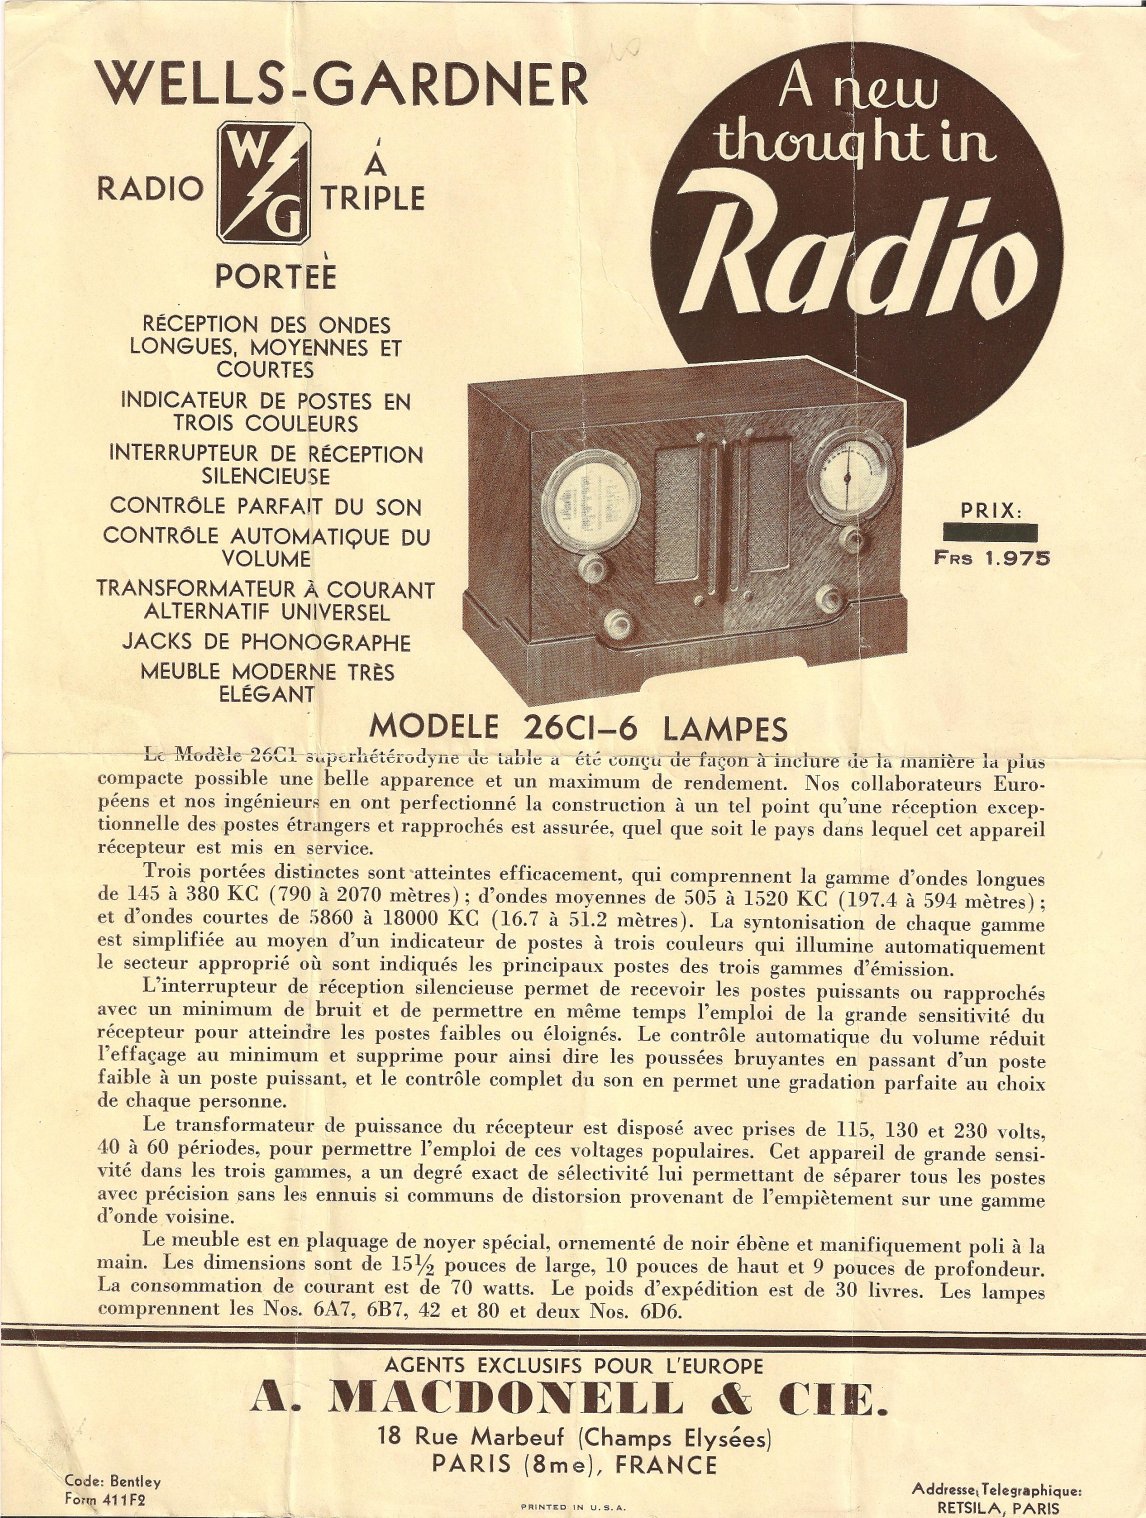 WELLS-GARDNER
RADIO
WG
Á
TRIPLE
PORTEÈ
A new
thought in
Radio
RÉCEPTION DES ONDES
LONGUES, MOYENNES ET
COURTES
INDICATEUR DE POSTES EN
TROIS COULEURS
INTERRUPTEUR DE RÉCEPTION
SILENCIEUSE
CONTRÔLE PARFAIT DU SON
CONTRÔLE AUTOMATIQUE DU
VOLUME
TRANSFORMATEUR À COURANT
ALTERNATIF UNIVERSEL
JACKS DE PHONOGRAPHE
MEUBLE MODERNE TRÈS
ELÉGANT
PRIX:
FRS 1.975
MODELE 26CI–6 LAMPES
Le Modèle 26C1 superhétérodyne de table a été conçu de façon à inclure de la manière la plus
compacte possible une belle apparence et un maximum de rendement. Nos collaborateurs Euro-
péens et nos ingénieurs en ont perfectionné la construction à un tel point qu'une réception excep-
tionnelle des postes étrangers et rapprochés est assurée, quel que soit le pays dans lequel cet appareil
récepteur est mis en service.
Trois portées distinctes sont atteintes efficacement, qui comprennent la gamme d'ondes longues
de 145 à 380 KC (790 à 2070 mètres); d'ondes moyennes de 505 à 1520 KC (197.4 à 594 mètres);
et d'ondes courtes de 5860 à 18000 KC (16.7 à 51.2 mètres). La syntonisation de chaque gamme
est simplifiée au moyen d'un indicateur de postes à trois couleurs qui illumine automatiquement
le secteur approprié où sont indiqués les principaux postes des trois gammes d'émission.
L'interrupteur de réception silencieuse permet de recevoir les postes puissants ou rapprochés
avec un minimum de bruit et de permettre en même temps l'emploi de la grande sensitivité du
récepteur pour atteindre les postes faibles ou éloignés. Le contrôle automatique du volume réduit
l'effaçage au minimum et supprime pour ainsi dire les poussées bruyantes en passant d'un poste
faible à un poste puissant, et le contrôle complet du son en permet une gradation parfaite au choix
de chaque personne.
Le transformateur de puissance du récepteur est disposé avec prises de 115, 130 et 230 volts,
40 à 60 périodes, pour permettre l'emploi de ces voltages populaires. Cet appareil de grande sensi-
vité dans les trois gammes, a un degré exact de sélectivité lui permettant de séparer tous les postes
avec précision sans les ennuis si communs de distorsion provenant de l'empiètement sur une gamme
d'onde voisine.
Le meuble est en plaquage de noyer spécial, ornementé de noir ébène et manifiquement poli à la
main. Les dimensions sont de 15½ pouces de large, 10 pouces de haut et 9 pouces de profondeur.
La consommation de courant est de 70 watts. Le poids d'expédition est de 30 livres. Les lampes
comprennent les Nos. 6A7, 6B7, 42 et 80 et deux Nos. 6D6.
AGENTS EXCLUSIFS POUR L'EUROPE
A. MACDONELL & CIE.
18 Rue Marbeuf (Champs Elysées)
PARIS (8me), FRANCE
Code: Bentley
Form 411F2
PRINTED IN U.S.A.
Addresse Telegraphique:
RETSILA, PARIS